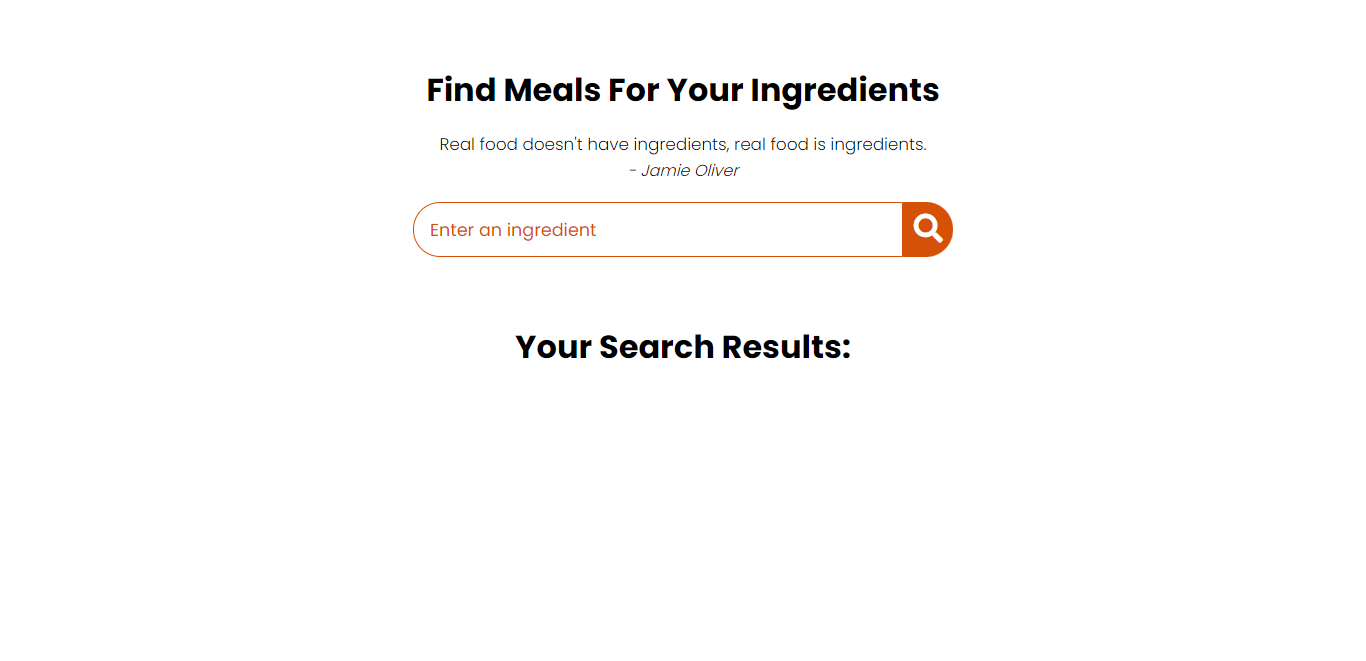 Find Meals For Your Ingredients
Real food doesn't have ingredients, real food is ingredients.
- Jamie Oliver
Enter an ingredient
Your Search Results: